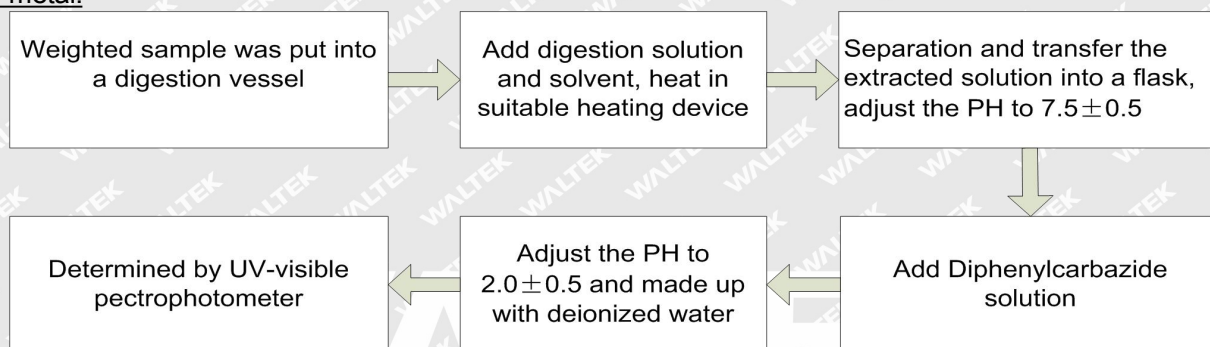 metal:
Weighted sample was put into
a digestion vessel
Add digestion solution
and solvent, heat in
suitable heating device
Separation and transfer the
extracted solution into a flask,
adjust the PH to 7.5±0.5
Add Diphenylcarbazide
solution
Adjust the PH to
2.0±0.5 and made up
with deionized water
Determined by UV-visible
pectrophotometer
WALTEK